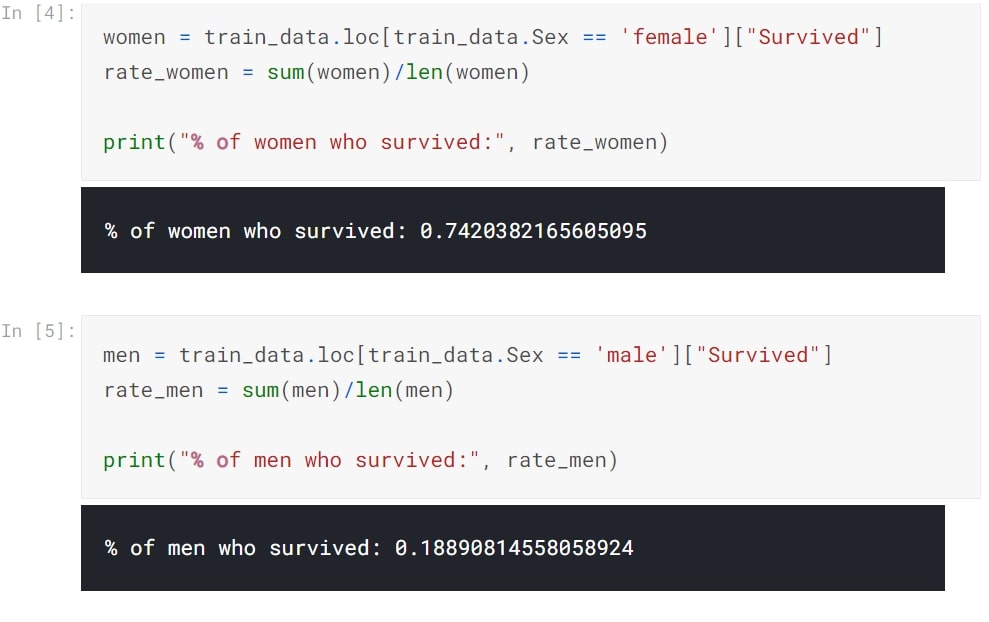 In [4]:
women = train_data.loc[train_data.Sex == 'female']["Survived"]
rate_women = sum(women)/len(women)
print("% of women who survived:", rate_women)
% of women who survived: 0.7420382165605095
In [5]:
men = train_data.loc[train_data.Sex == 'male']["Survived"]
rate_men = sum(men)/len(men)
print("% of men who survived:", rate_men)
% of men who survived: 0.18890814558058924